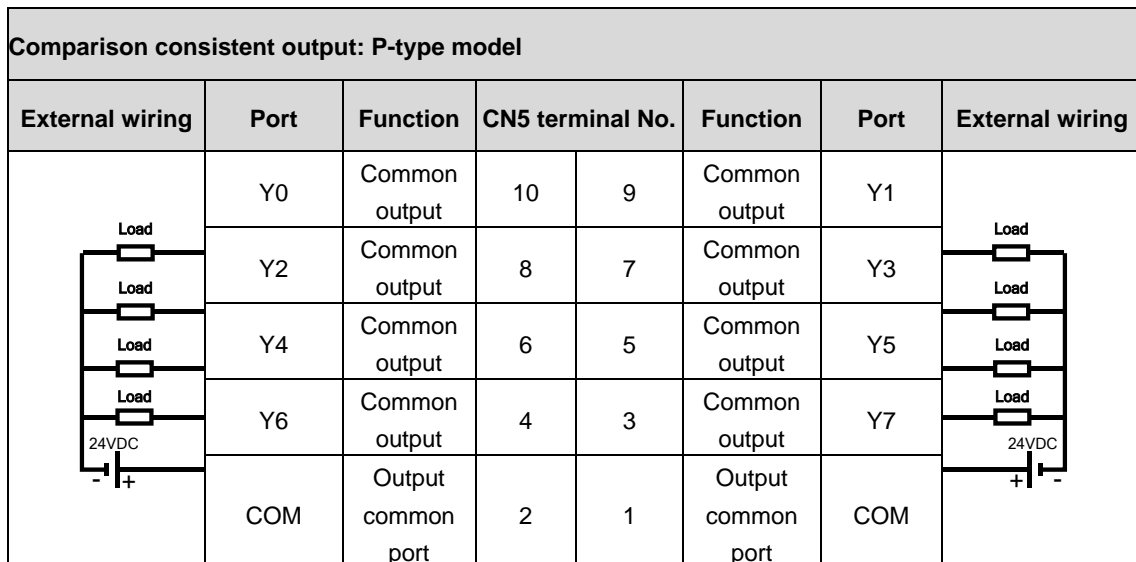 Comparison consistent output: P-type model
External wiring Port Function CN5 terminal No. Function Port External wiring
Y0 Common output 10 9 Common output Y1
Load Load
Y2 Common output 8 7 Common output Y3
Load Load
Y4 Common output 6 5 Common output Y5
Load Load
Load Load
Y6 Common output 4 3 Common output Y7
24VDC 24VDC
- + + -
COM Output common port 2 1 Output common port COM